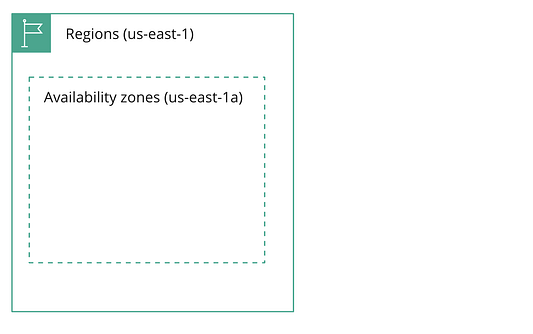 Regions (us-east-1)
Availability zones (us-east-1a)